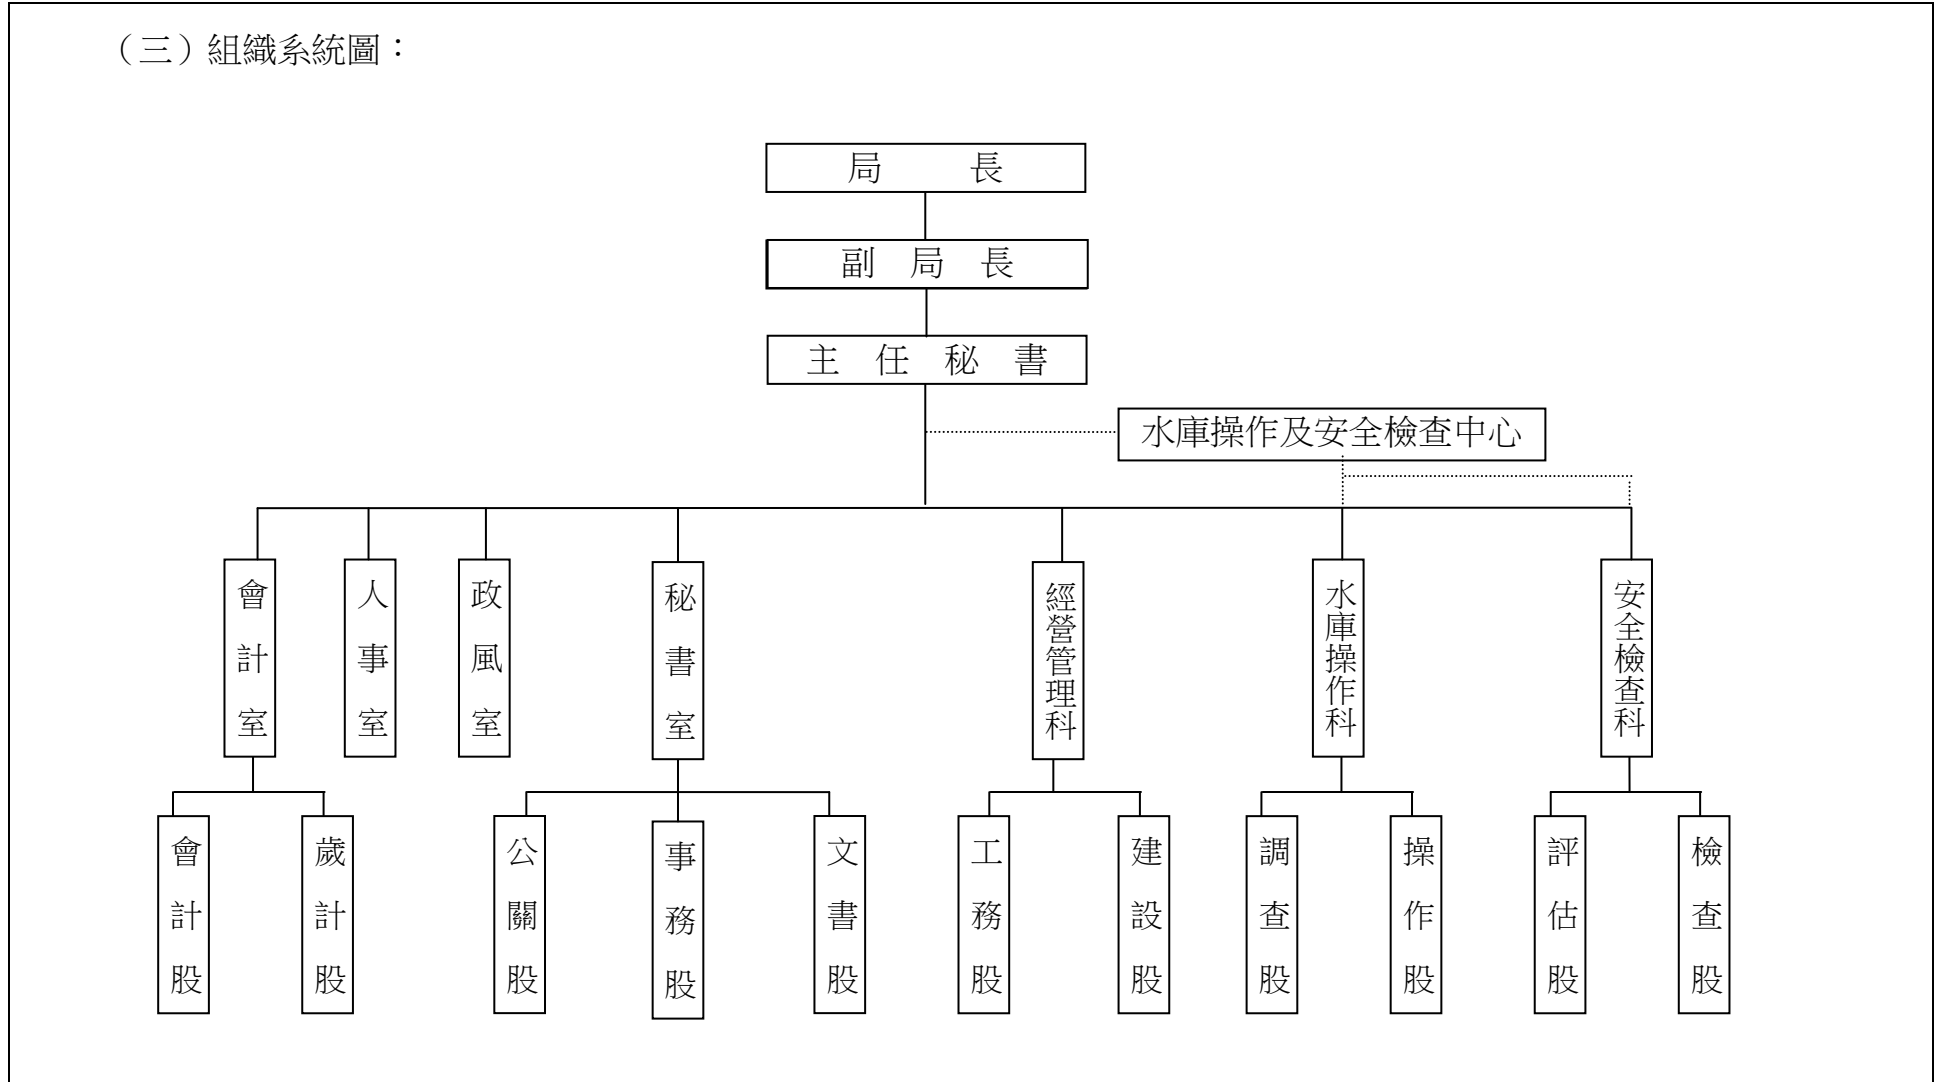 （三）組織系統圖：
局長
副局長
主任秘書
水庫操作及安全檢查中心
會計室
人事室
政風室
秘書室
經營管理科
水庫操作科
安全檢查科
會計股
歲計股
公關股
事務股
文書股
工務股
建設股
調查股
操作股
評估股
檢查股